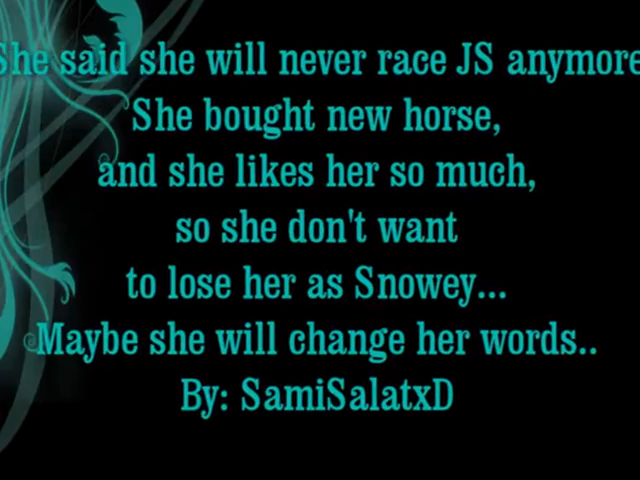 She said she will never race JS anymore
She bought new horse,
and she likes her so much,
so she don't want
to lose her as Snowey...
Maybe she will change her words..
By: SamiSalatxD